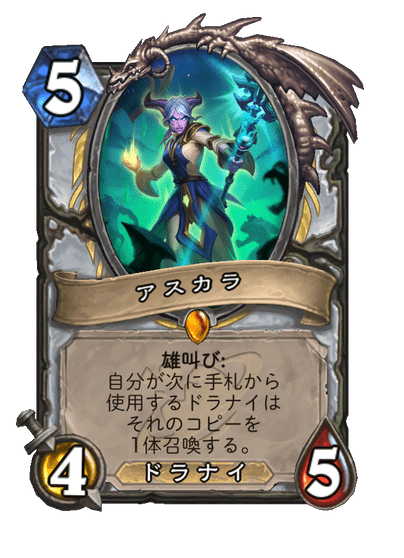 5
アスカラ
雄叫び:
自分が次に手札から
使用するドラナイは
それのコピーを
1体召喚する。
4
ドラナイ
5